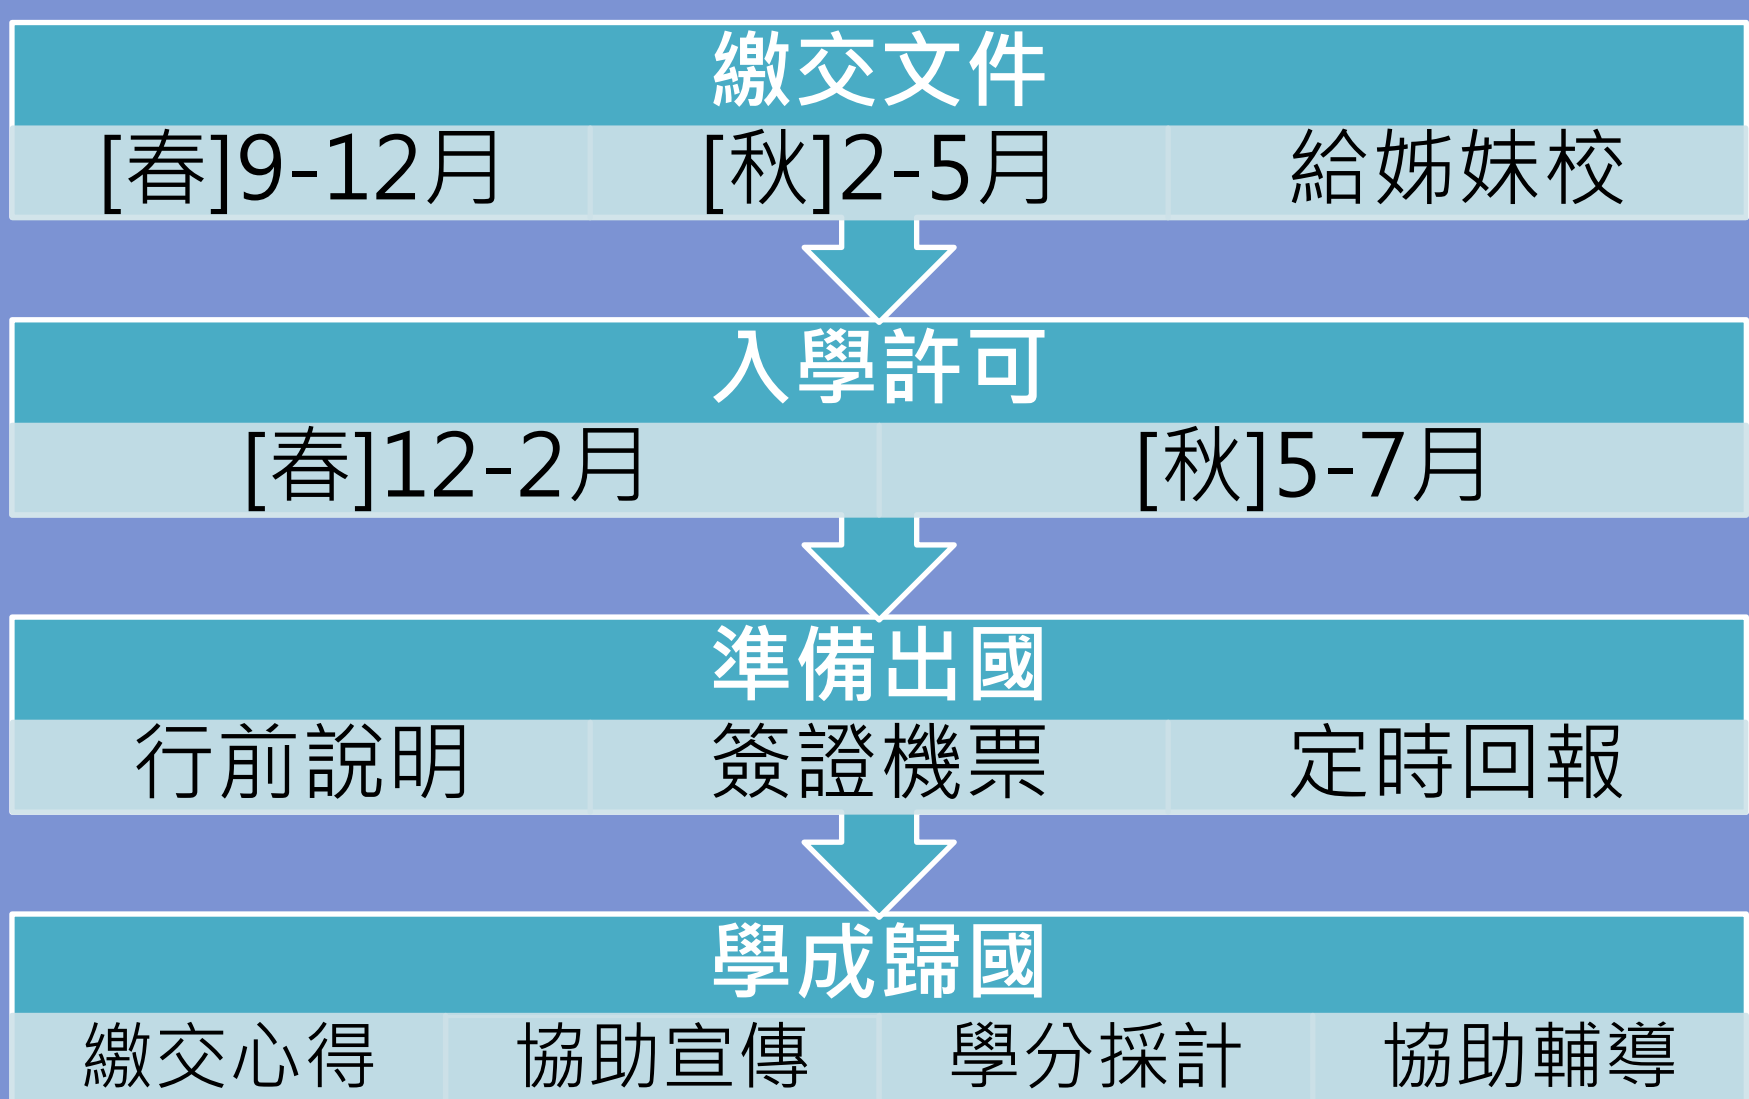 繳交文件
[春]9-12月 [秋]2-5月 給姊妹校
入學許可
[春]12-2月 [秋]5-7月
準備出國
行前說明 簽證機票 定時回報
學成歸國
繳交心得 協助宣傳 學分採計 協助輔導